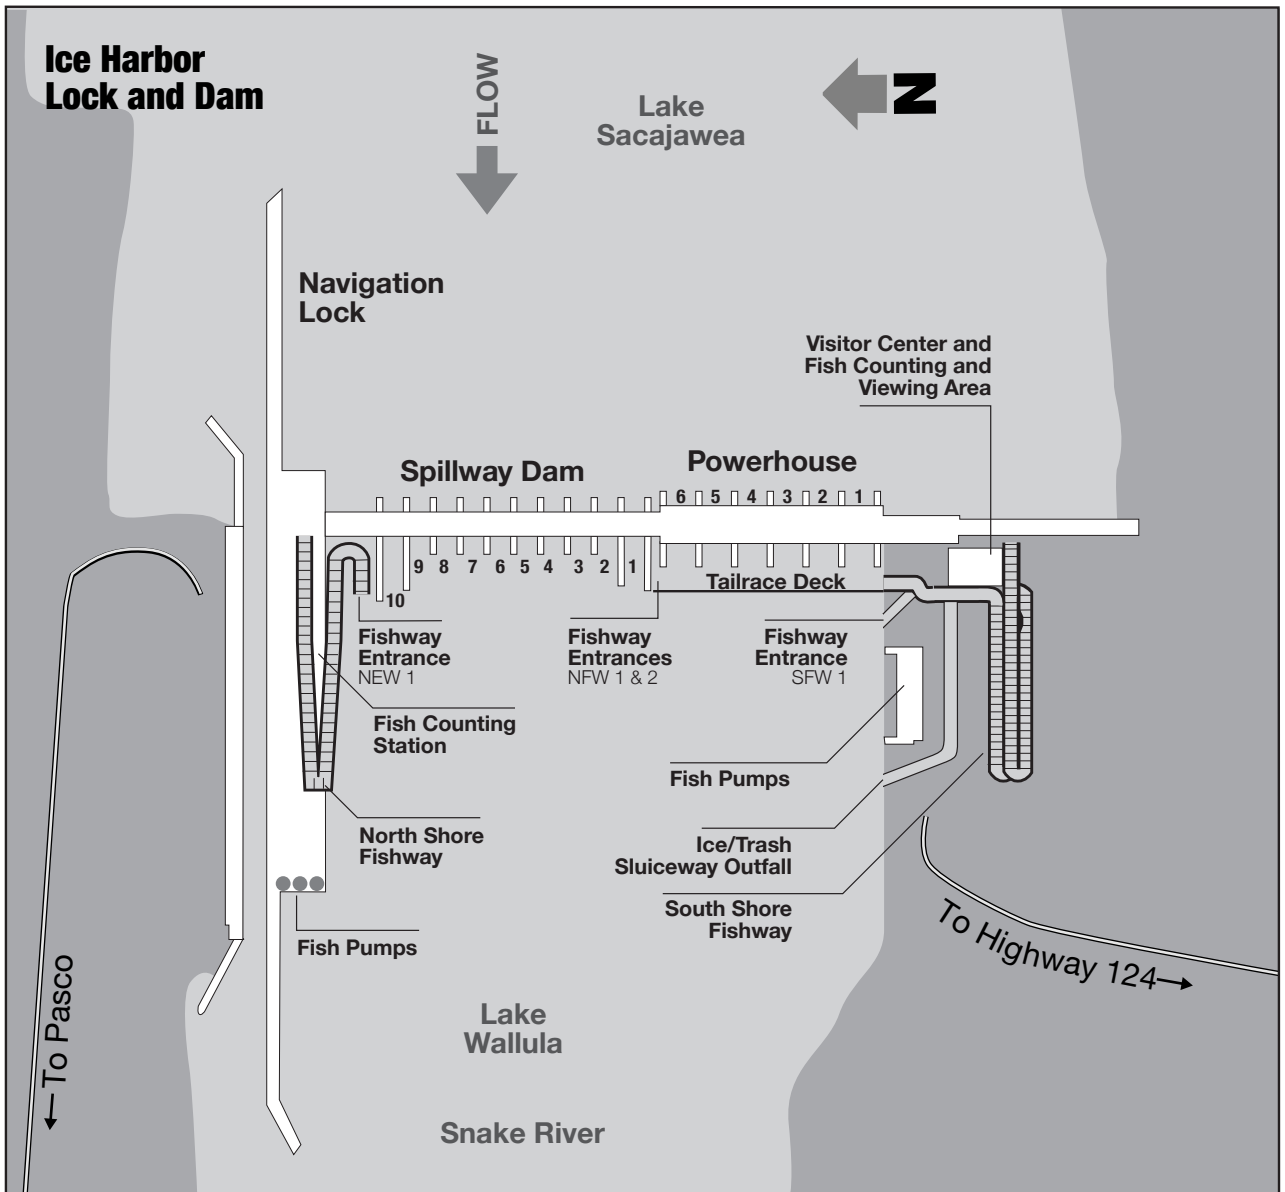 Ice Harbor
Lock and Dam
FLOW
Lake
Sacajawea
N
Navigation
Lock
Visitor Center and
Fish Counting and
Viewing Area
Spillway Dam
Powerhouse
6 5 4 3 2 1
10 9 8 7 6 5 4 3 2 1
Tailrace Deck
Fishway
Entrance
NEW 1
Fishway
Entrances
NFW 1 & 2
Fishway
Entrance
SFW 1
Fish Counting
Station
Fish Pumps
North Shore
Fishway
Ice/Trash
Sluiceway Outfall
South Shore
Fishway
Fish Pumps
To Pasco
To Highway 124
Lake
Wallula
Snake River